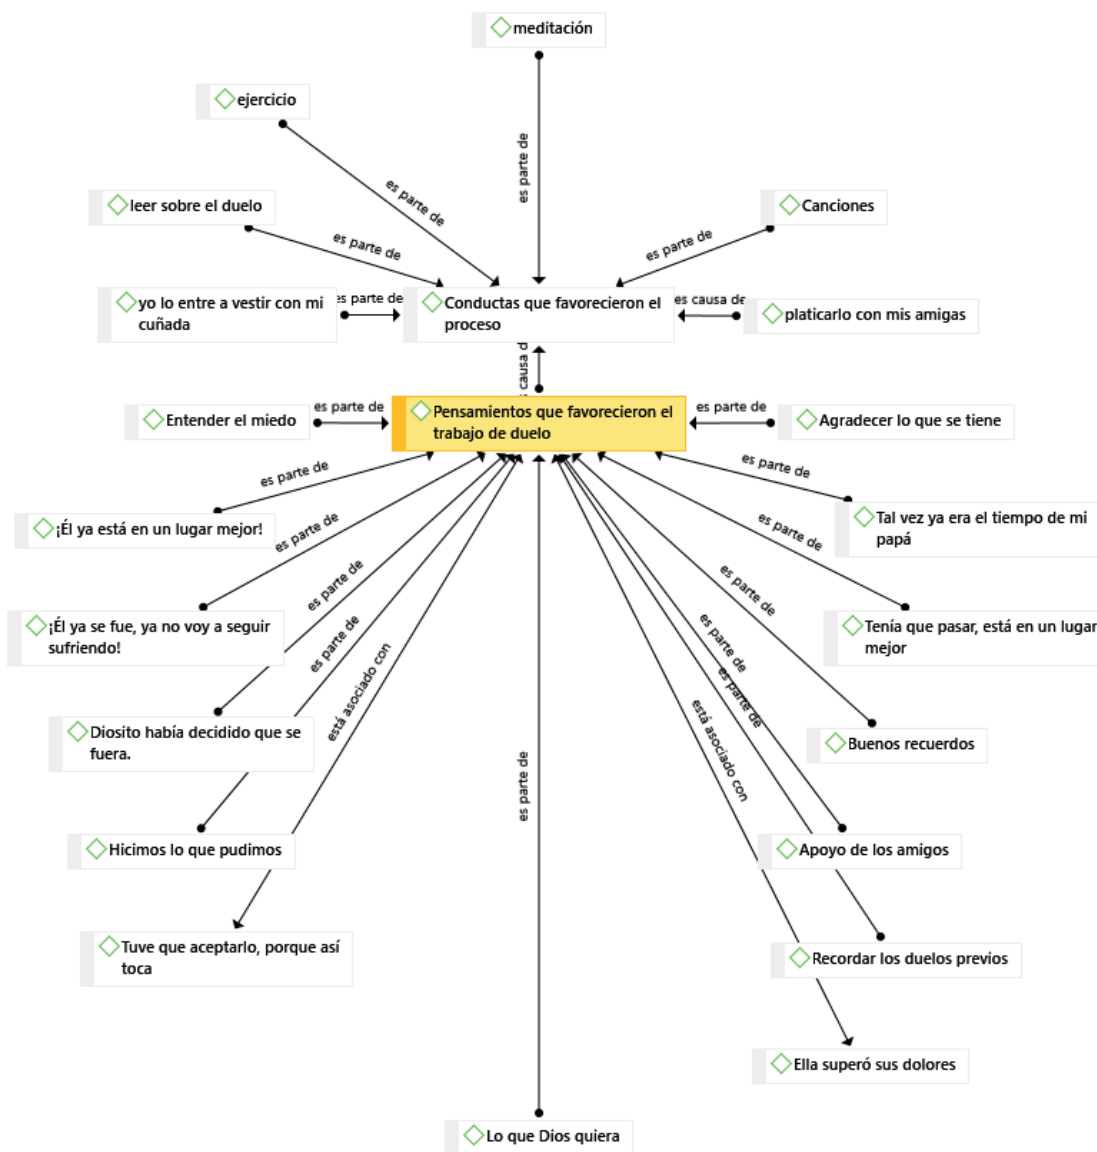 meditación
ejercicio
es parte de
es parte de
leer sobre el duelo
es parte de
Canciones
es parte de
yo lo entre a vestir con mi
cuñada
es parte de
Conductas que favorecieron el
proceso
es causa de
platicarlo con mis amigas
causa d
Entender el miedo
es parte de
Pensamientos que favorecieron el
trabajo de duelo
es parte de
Agradecer lo que se tiene
es parte de
es parte de
¡Él ya está en un lugar mejor!
es parte de
es parte de
Tal vez ya era el tiempo de mi
papá
es parte de
es parte de
¡Él ya se fue, ya no voy a seguir
sufriendo!
es parte de
es parte de
Tenía que pasar, está en un lugar
mejor
está asociado con
es parte de
está asociado con
Diosito había decidido que se
fuera.
Buenos recuerdos
es parte de
Hicimos lo que pudimos
Apoyo de los amigos
Tuve que aceptarlo, porque así
toca
Recordar los duelos previos
Ella superó sus dolores
Lo que Dios quiera